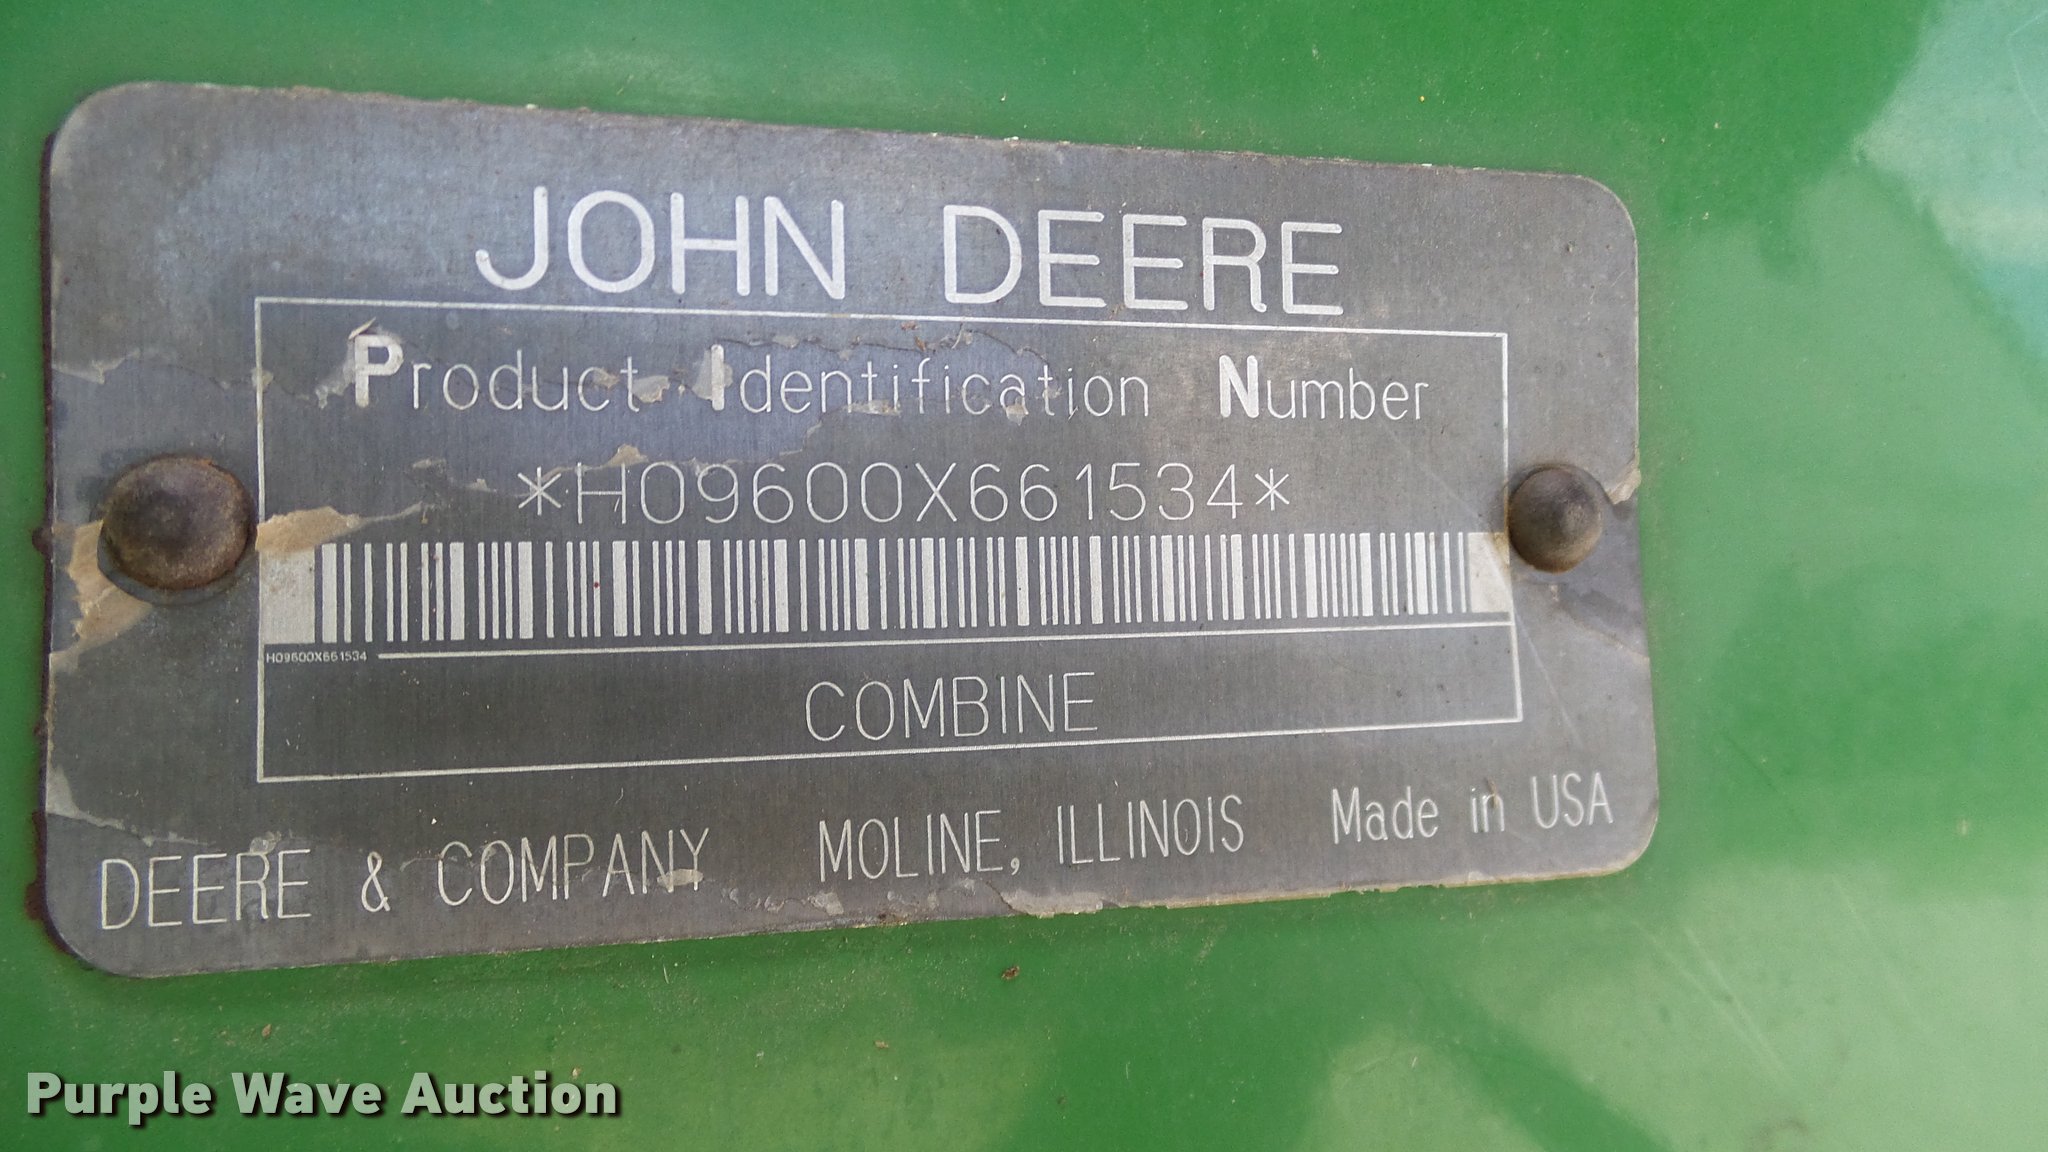 JOHN DEERE
Product Identification Number
*H09600X661534*
H09600X661534
COMBINE
DEERE & COMPANY MOLINE, ILLINOIS Made in USA
Purple Wave Auction